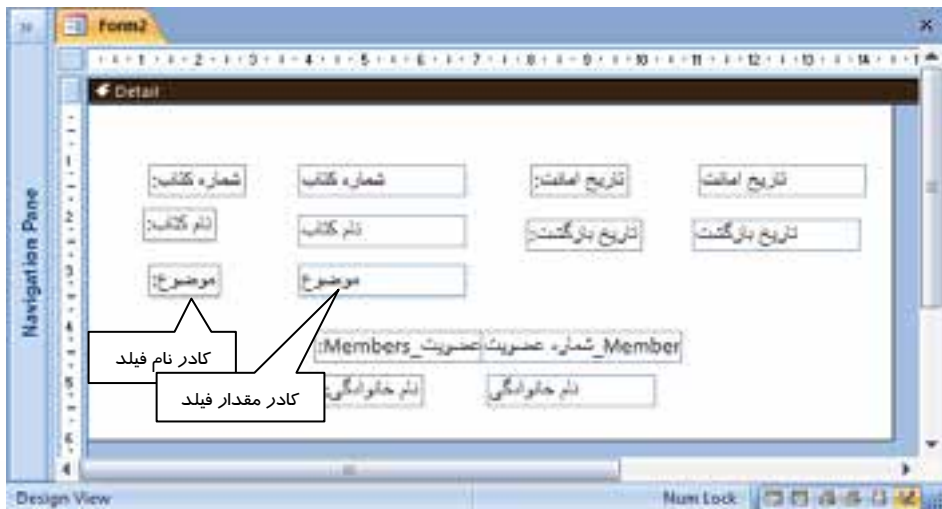 Form2
Detail
شماره کتاب:
شماره کتاب
تاریخ امانت:
تاریخ امانت
نام کتاب:
نام کتاب
تاریخ بازگشت:
تاریخ بازگشت
موضوع:
موضوع
عضویت_Members:
Member_شماره عضویت
نام خانوادگی:
نام خانوادگی
کادر نام فیلد
کادر مقدار فیلد
Navigation Pane
Design View
Num Lock